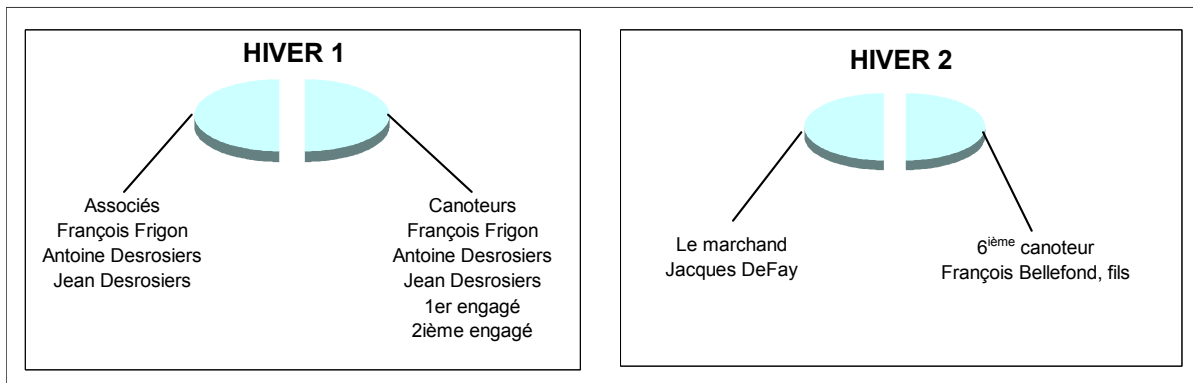 HIVER 1
Associés
François Frigon
Antoine Desrosiers
Jean Desrosiers
Canoteurs
François Frigon
Antoine Desrosiers
Jean Desrosiers
1er engagé
2ième engagé
HIVER 2
Le marchand
Jacques DeFay
6ième canoteur
François Bellefond, fils